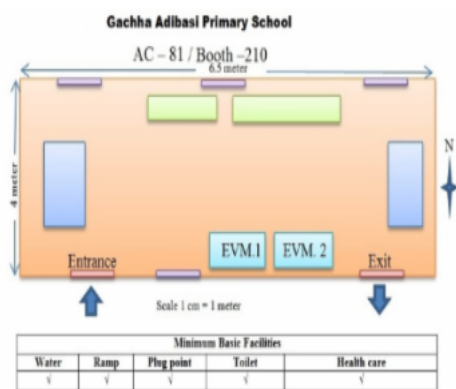 Gachha Adibasi Primary School
AC – 81 / Booth –210
6.5 meter
4 meter
N
EVM.1 EVM. 2
Entrance Exit
Scale 1 cm = 1 meter
Minimum Basic Facilities
Water Ramp Plug point Toilet Health care
√ √ √ √ √